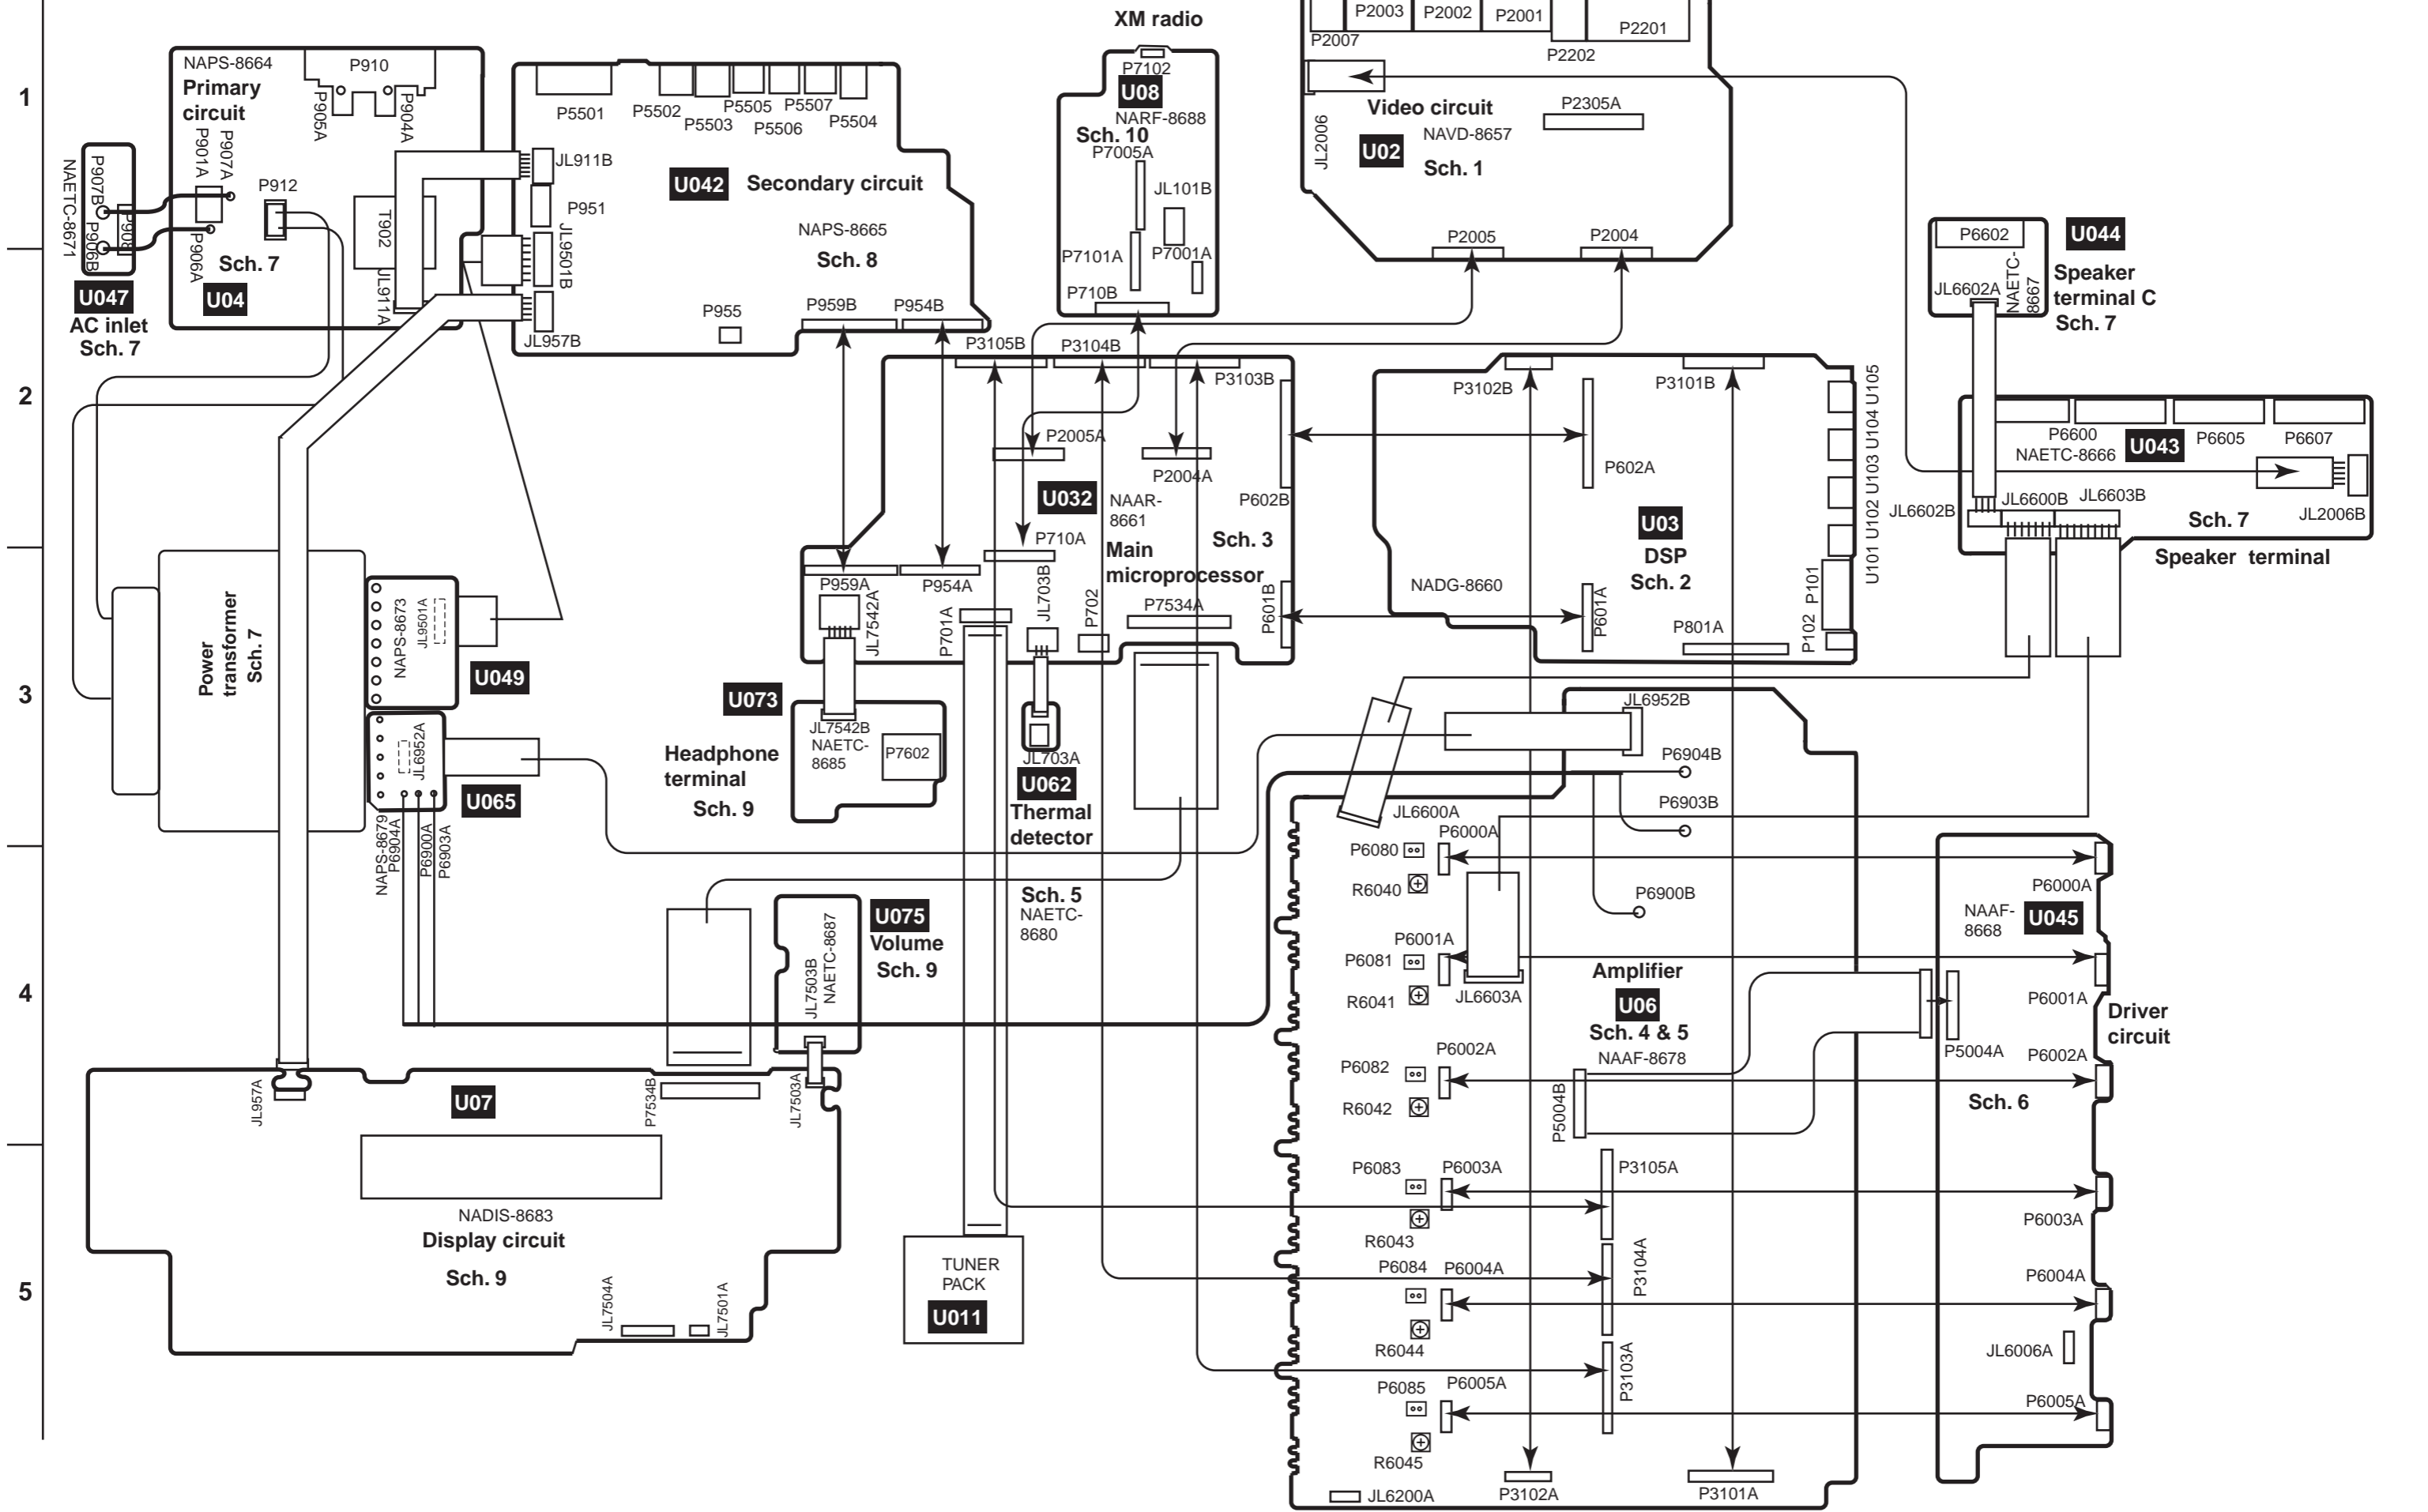 1
2
3
4
5
NAPS-8664
Primary
circuit
P910
P905A
P904A
P901A
P907A
P912
P906A
Sch. 7
U04
T902
JL911A
NAETC-8671
P907B
P906B
U047
AC inlet
Sch. 7
P5501
P5502
P5503
P5505
P5506
P5507
P5504
JL911B
U042
Secondary circuit
P951
NAPS-8665
Sch. 8
JL9501B
JL957B
P955
P959B
P954B
XM radio
P7102
U08
NARF-8688
Sch. 10
P7005A
JL101B
P7101A
P7001A
P710B
P2003
P2002
P2001
P2201
P2007
P2202
Video circuit
P2305A
JL2006
U02
NAVD-8657
Sch. 1
P2005
P2004
P6602
U044
NAETC-
8667
Speaker
terminal C
Sch. 7
JL6602A
P3105B
P3104B
P3103B
P2005A
P2004A
P602B
U032
NAAR-
8661
Sch. 3
P710A
Main
microprocessor
P959A
P954A
JL7542A
P701A
JL703B
P702
P7534A
P601B
P3102B
P3101B
P602A
U03
DSP
Sch. 2
NADG-8660
P601A
P801A
U101 U102 U103 U104 U105
P101
P102
P6600
NAETC-8666
U043
P6605
P6607
JL6602B
JL6600B
JL6603B
Sch. 7
JL2006B
Speaker terminal
Power
transformer
Sch. 7
NAPS-8673
JL9501A
U049
JL6952A
U065
NAPS-8679
P6904A
P6900A
P6903A
U073
Headphone
terminal
Sch. 9
JL7542B
NAETC-
8685
P7602
JL703A
U062
Thermal
detector
Sch. 5
NAETC-
8680
U075
Volume
Sch. 9
JL7503B
NAETC-8687
JL957A
U07
P7534B
JL7503A
NADIS-8683
Display circuit
Sch. 9
JL7504A
JL7501A
TUNER
PACK
U011
JL6952B
P6904B
P6903B
P6900B
JL6600A
P6000A
P6080
R6040
P6001A
P6081
R6041
JL6603A
Amplifier
U06
Sch. 4 & 5
NAAF-8678
P6002A
P6082
R6042
P5004B
P6083
P6003A
P3105A
R6043
P6084
P6004A
P3104A
R6044
P6085
P6005A
P3103A
R6045
JL6200A
P3102A
P3101A
P6000A
NAAF-
8668
U045
P6001A
Driver
circuit
P5004A
P6002A
Sch. 6
P6003A
P6004A
JL6006A
P6005A